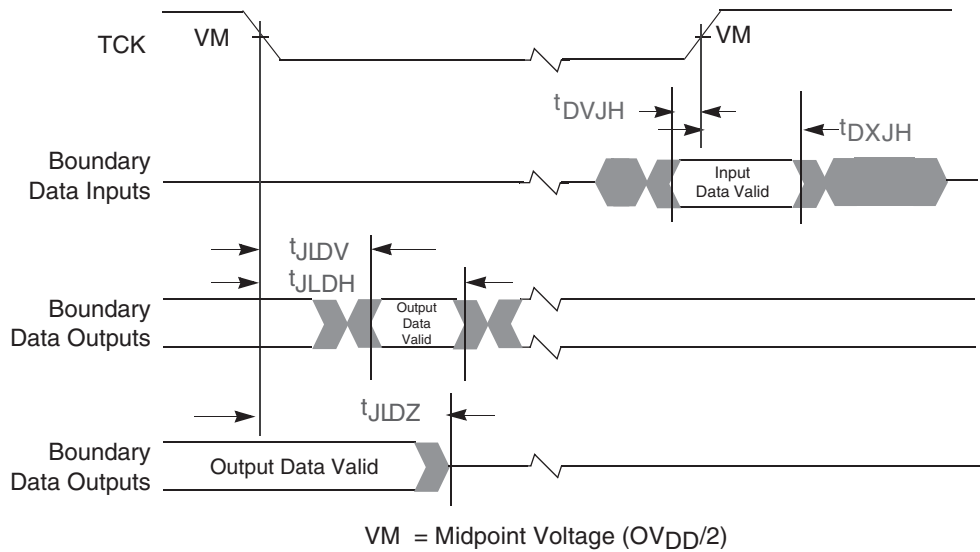 TCK
VM
VM
tDVJH
tDXJH
Boundary
Data Inputs
Input
Data Valid
tJLDV
tJLDH
Boundary
Data Outputs
Output
Data
Valid
tJLDZ
Boundary
Data Outputs
Output Data Valid
VM = Midpoint Voltage (OVDD/2)